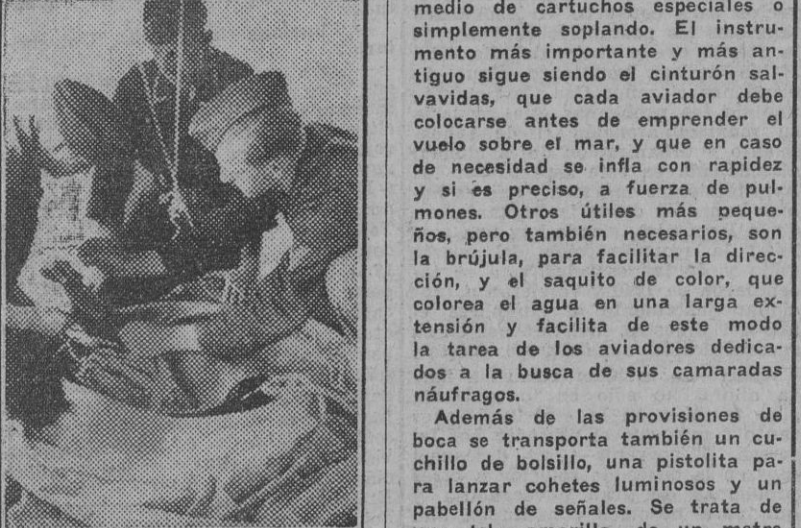 medio de cartuchos especiales o
simplemente soplando. El instru-
mento más importante y más an-
tiguo sigue siendo el cinturón sal-
vavidas, que cada aviador debe
colocarse antes de emprender el
vuelo sobre el mar, y que en caso
de necesidad se infla con rapidez
y si es preciso, a fuerza de pul-
mones. Otros útiles más peque-
ños, pero también necesarios, son
la brújula, para facilitar la direc-
ción, y el saquito de color, que
colorea el agua en una larga ex-
tensión y facilita de este modo
la tarea de los aviadores dedica-
dos a la busca de sus camaradas
náufragos.
Además de las provisiones de
boca se transporta también un cu-
chillo de bolsillo, una pistolita pa-
ra lanzar cohetes luminosos y un
pabellón de señales. Se trata de